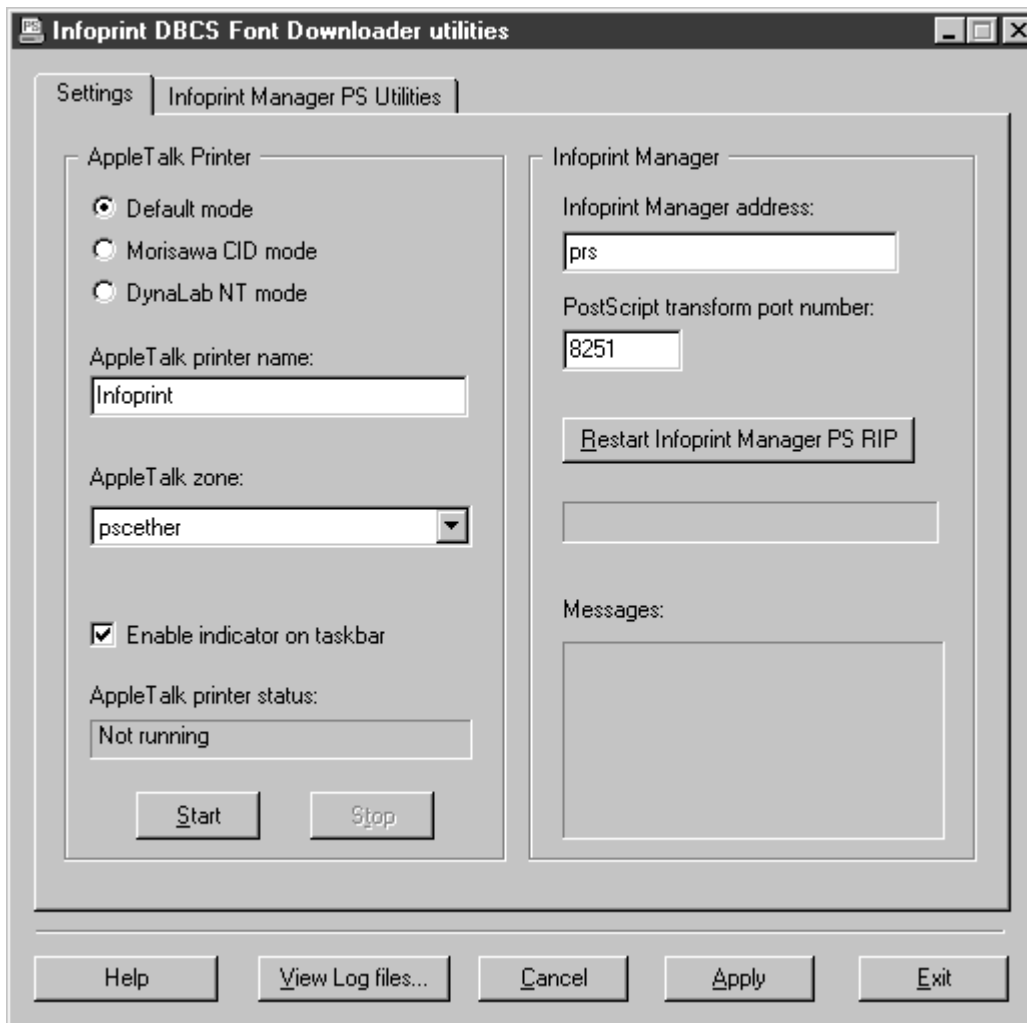 PS
Infoprint DBCS Font Downloader utilities
Settings
Infoprint Manager PS Utilities
AppleTalk Printer
Default mode
Morisawa CID mode
DynaLab NT mode
AppleTalk printer name:
Infoprint
AppleTalk zone:
pscether
Enable indicator on taskbar
AppleTalk printer status:
Not running
Start
Stop
Infoprint Manager
Infoprint Manager address:
prs
PostScript transform port number:
8251
Restart Infoprint Manager PS RIP
Messages:
Help
View Log files...
Cancel
Apply
Exit